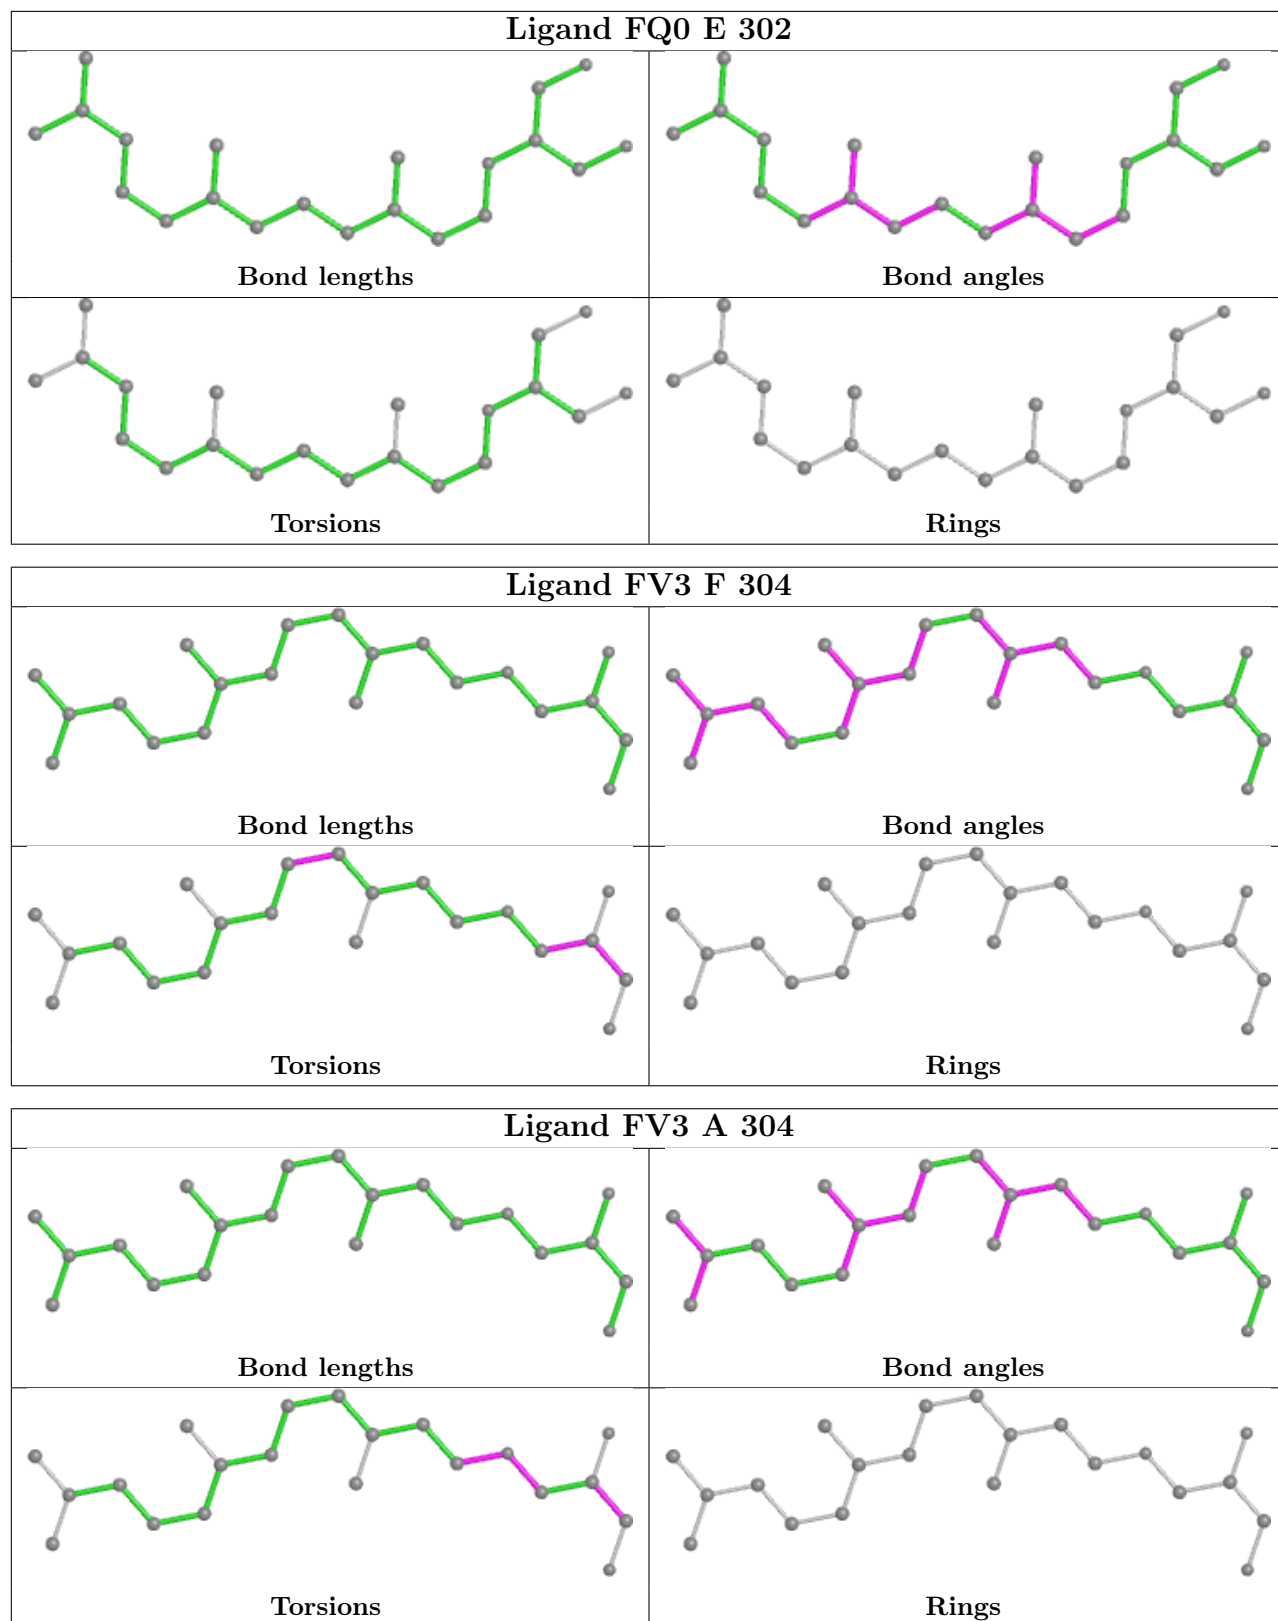 Ligand FQ0 E 302
Bond lengths
Bond angles
Torsions
Rings
Ligand FV3 F 304
Bond lengths
Bond angles
Torsions
Rings
Ligand FV3 A 304
Bond lengths
Bond angles
Torsions
Rings